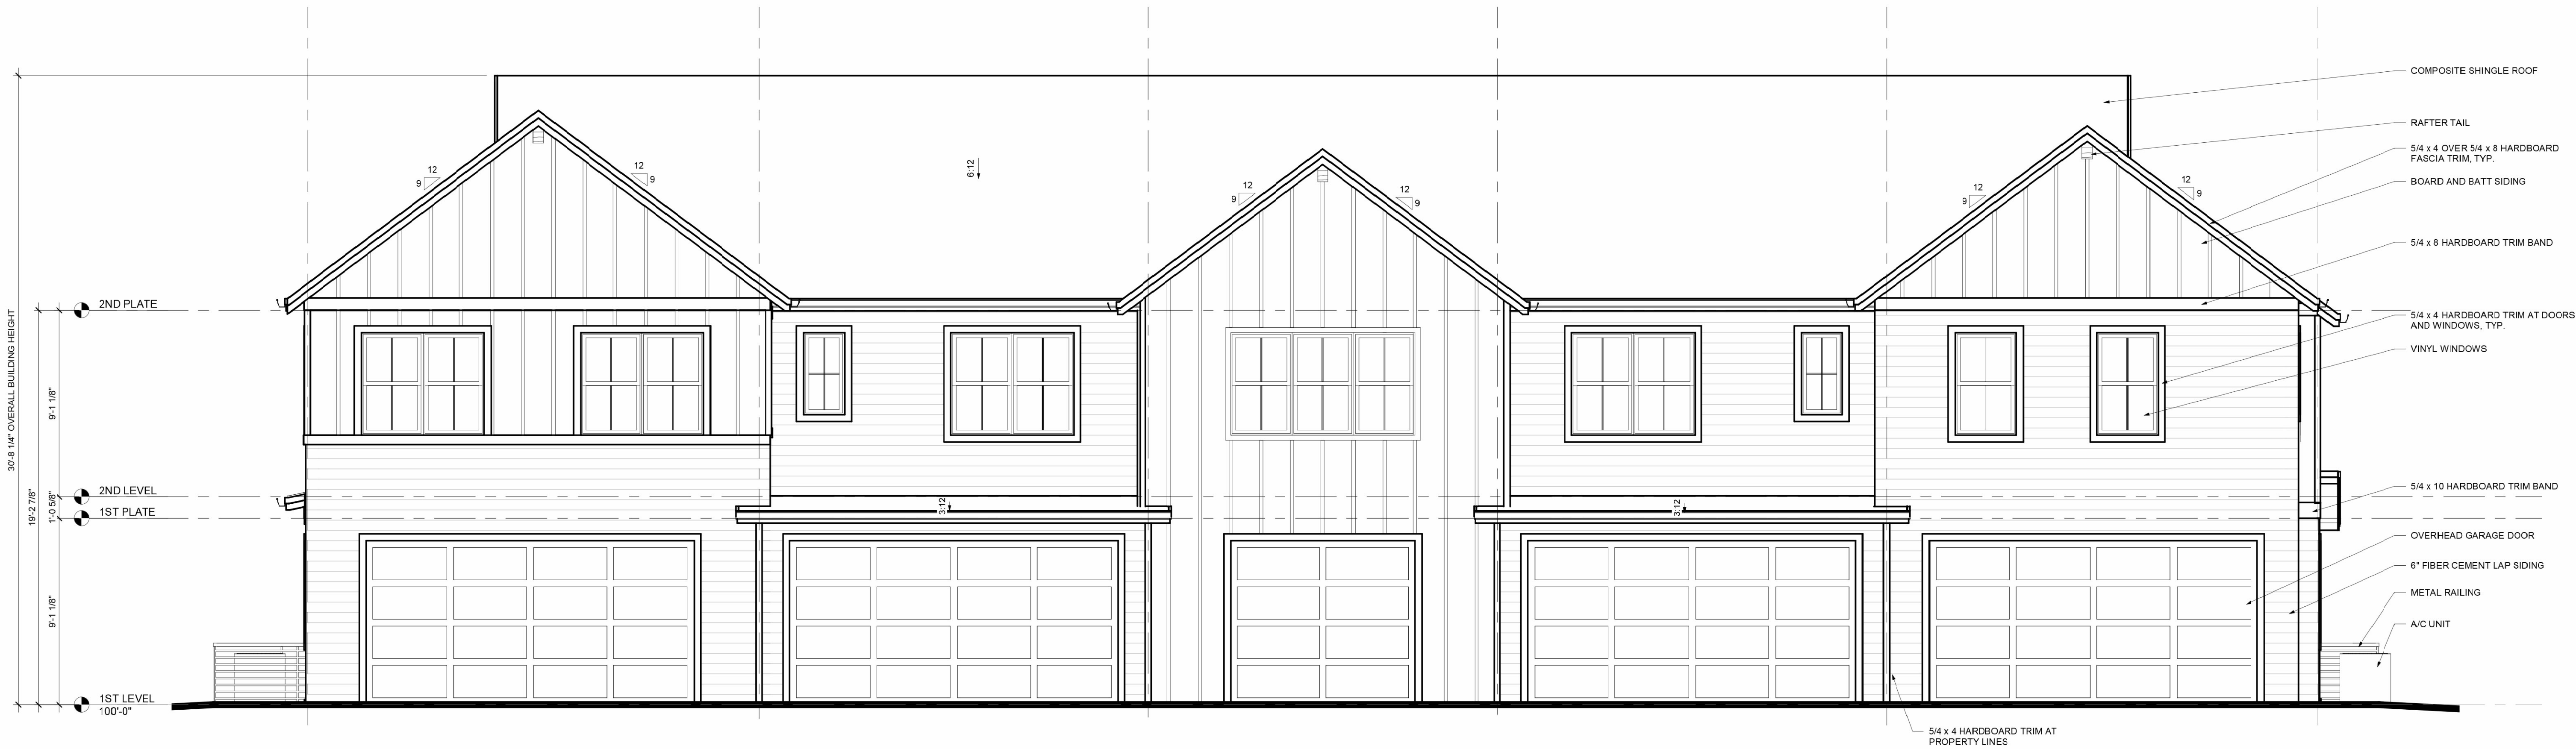 COMPOSITE SHINGLE ROOF
RAFTER TAIL
5/4 x 4 OVER 5/4 x 8 HARDBOARD
FASCIA TRIM, TYP.
BOARD AND BATT SIDING
5/4 x 8 HARDBOARD TRIM BAND
5/4 x 4 HARDBOARD TRIM AT DOORS
AND WINDOWS, TYP.
VINYL WINDOWS
5/4 x 10 HARDBOARD TRIM BAND
OVERHEAD GARAGE DOOR
6" FIBER CEMENT LAP SIDING
METAL RAILING
A/C UNIT
5/4 x 4 HARDBOARD TRIM AT
PROPERTY LINES
12
9
12
9
6:12
12
9
12
9
12
9
12
9
3:12
3:12
2ND PLATE
2ND LEVEL
1ST PLATE
1ST LEVEL
100'-0"
30'-8 1/4" OVERALL BUILDING HEIGHT
19'-2 7/8"
9'-1 1/8"
1'-0 5/8"
9'-1 1/8"